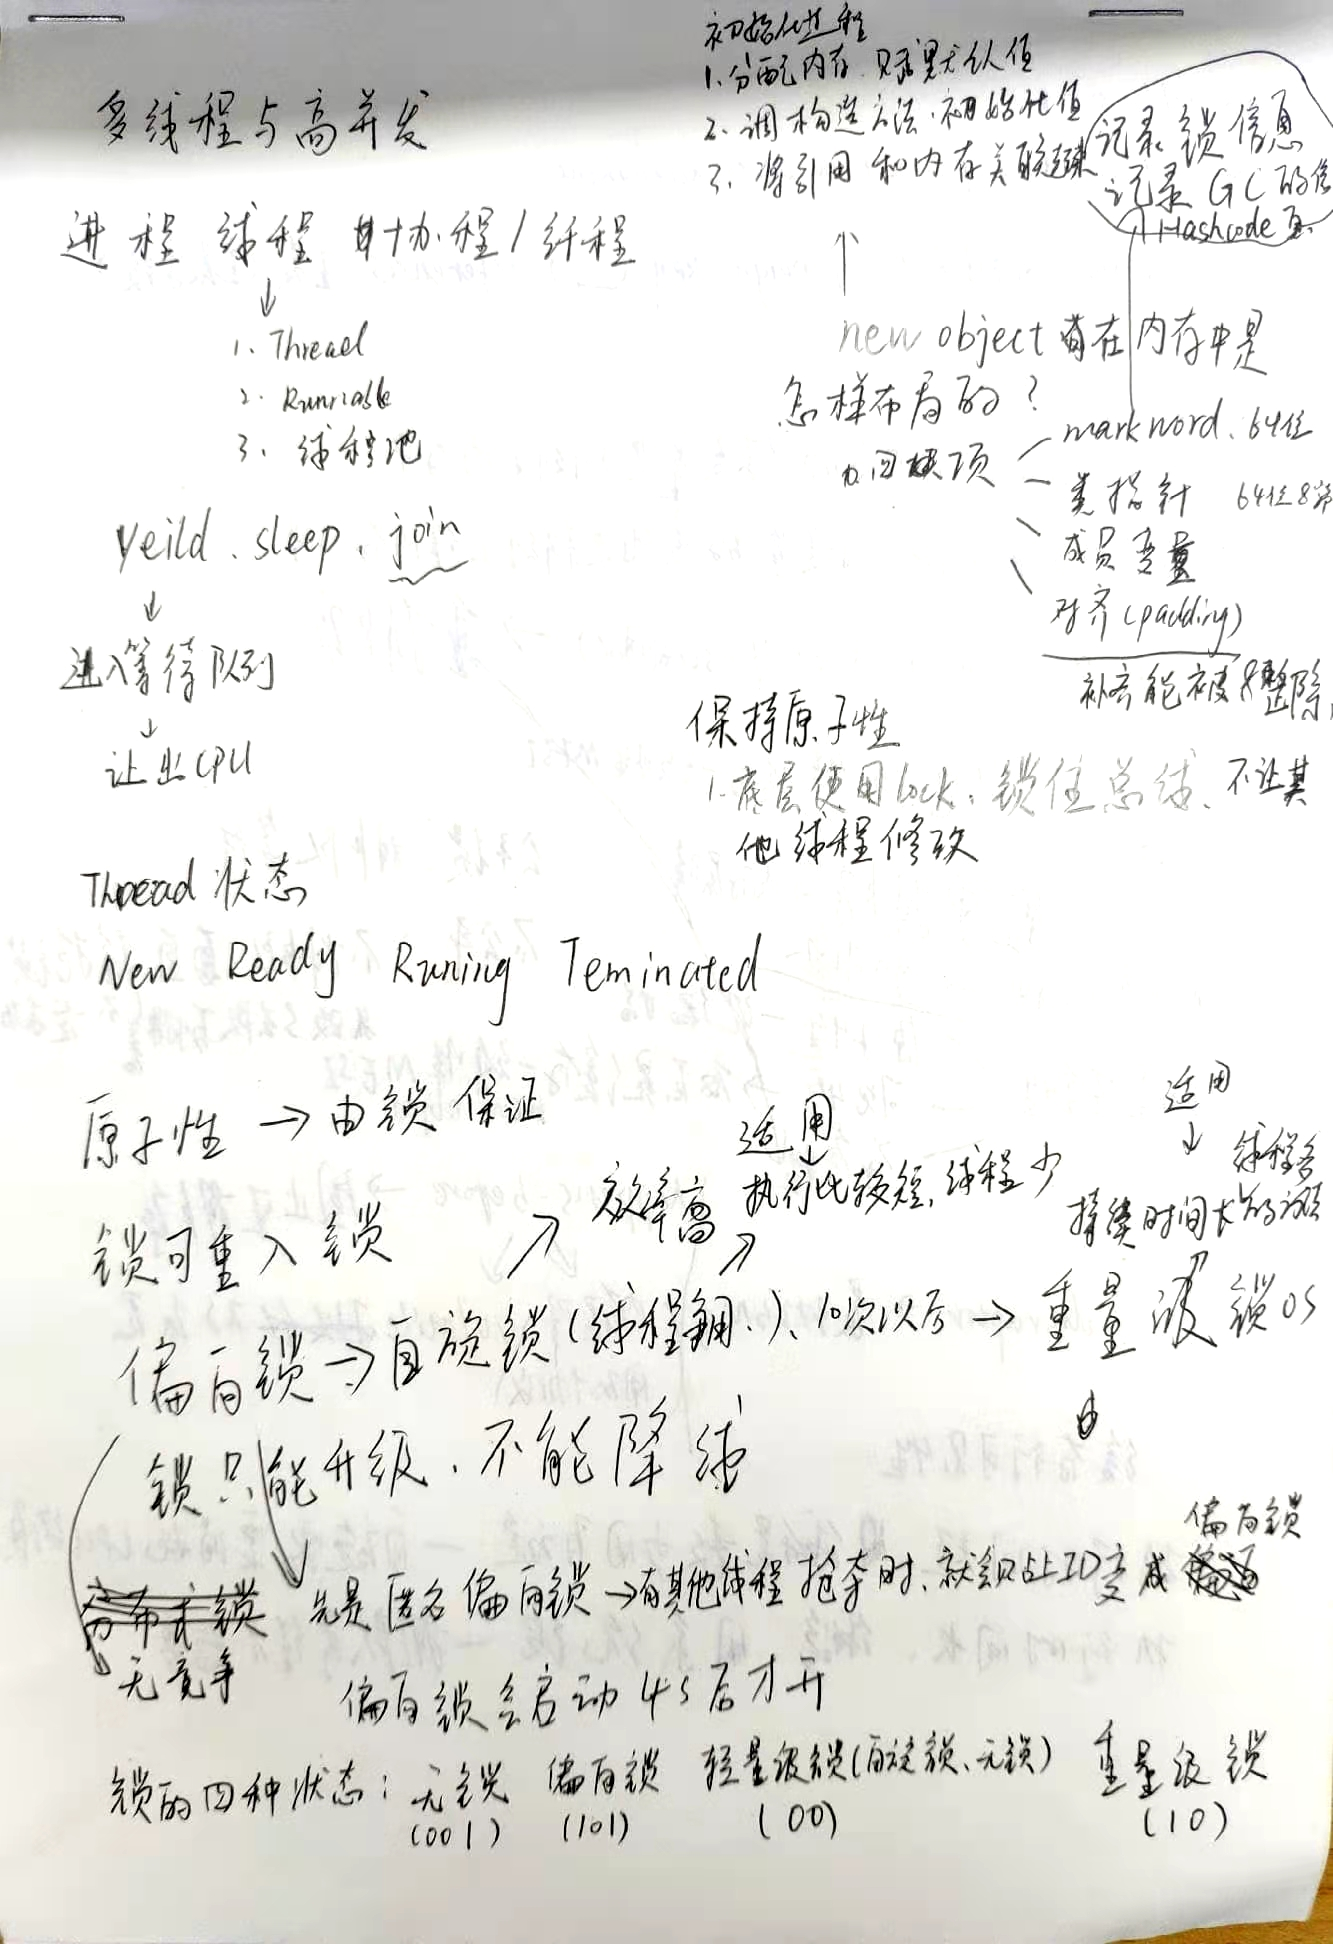 多线程与高并发
进程 线程 协程/纤程
↓
1. Thread
2. Runnable
3. 线程池
Yeild、sleep、join
↓
进入等待队列
↓
让出CPU
Thread 状态
New Ready Runing Teminated
初始化过程
1、分配内存、赋默认值
2、调构造方法、初始化值
3、将引用和内存关联起来
记录锁信息
记录GC的信
Hashcode
↑
new object 在内存中是
怎样布局的?
四块项
markword、64位
类指针 64位8
成员变量
对齐(padding)
补齐能被8整除
保持原子性
1、底层使用lock、锁住总线、不让其
他线程修改
原子性 → 由锁保证
锁可重入锁
效率高
适用
↓
执行比较短、线程少
适用
↓
线程多
持续时间长的
偏向锁→自旋锁(线程)、10次以后 → 重量级锁OS
锁只能升级、不能降级
无竞争
先是匿名偏向锁→有其他线程抢夺时、就会贴ID变成
偏向锁
偏向锁会启动4s后才开
锁的四种状态: 无锁 偏向锁 轻量级锁(自旋锁、无锁) 重量级锁
(001) (101) (00) (10)